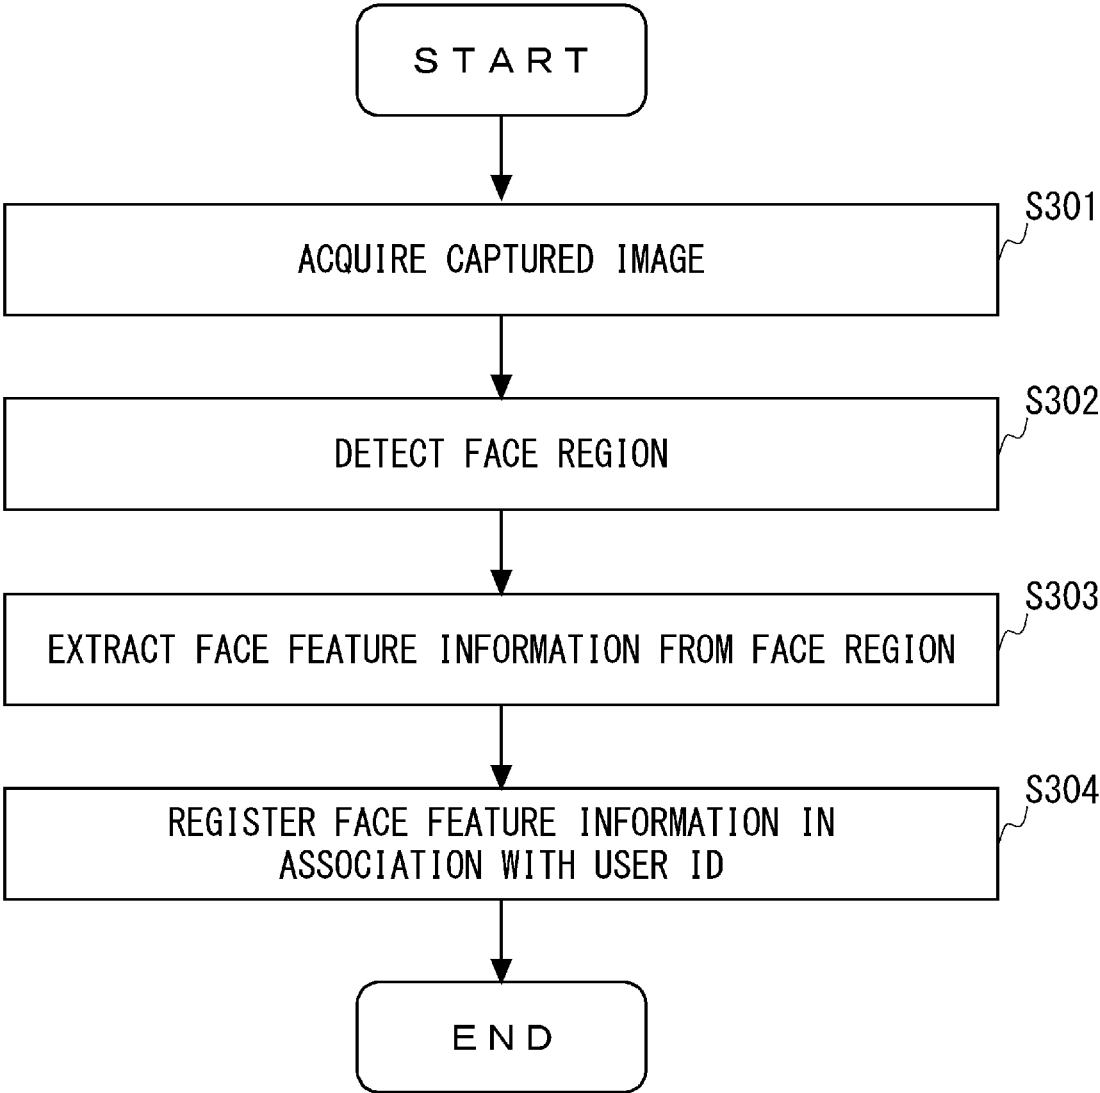 START
S301
ACQUIRE CAPTURED IMAGE
S302
DETECT FACE REGION
S303
EXTRACT FACE FEATURE INFORMATION FROM FACE REGION
S304
REGISTER FACE FEATURE INFORMATION IN
ASSOCIATION WITH USER ID
END